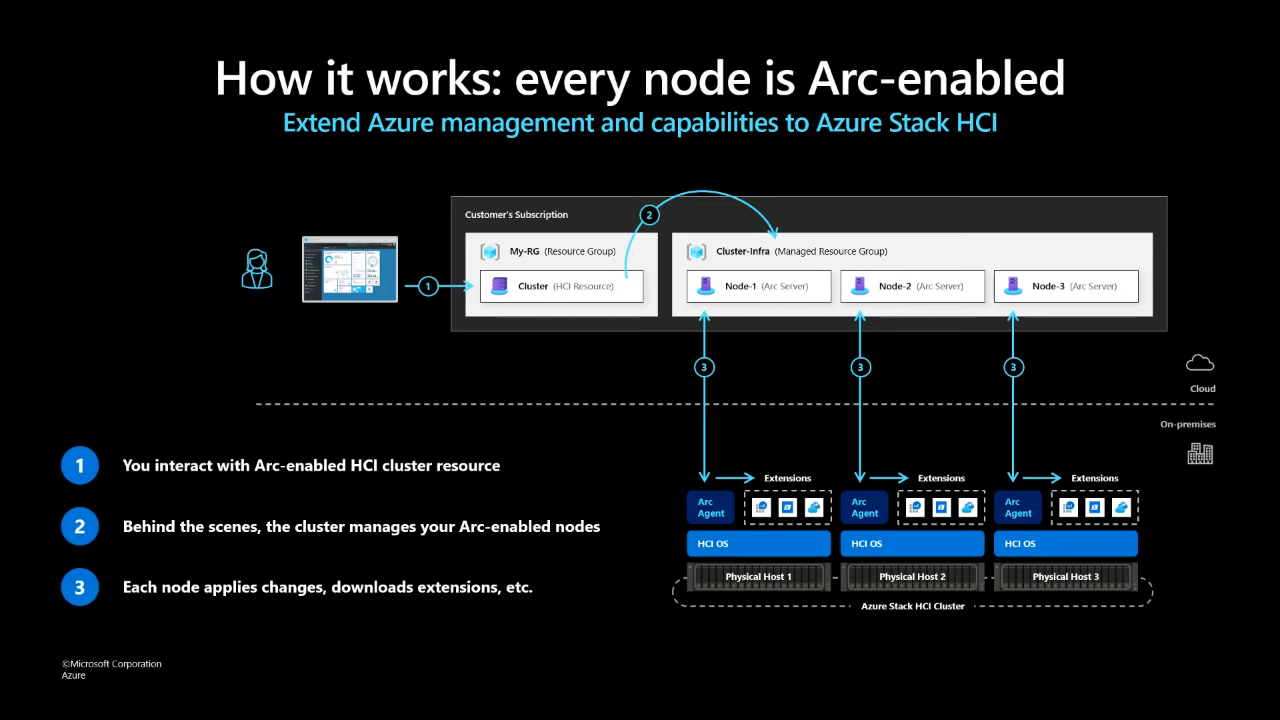 How it works: every node is Arc-enabled
Extend Azure management and capabilities to Azure Stack HCI
Customer's Subscription
2
My-RG (Resource Group)
Cluster-Infra (Managed Resource Group)
1
Cluster (HCI Resource)
Node-1 (Arc Server)
Node-2 (Arc Server)
Node-3 (Arc Server)
3
3
3
Cloud
On-premises
1
You interact with Arc-enabled HCI cluster resource
2
Behind the scenes, the cluster manages your Arc-enabled nodes
3
Each node applies changes, downloads extensions, etc.
Extensions
Extensions
Extensions
Arc
Agent
Arc
Agent
Arc
Agent
HCI OS
HCI OS
HCI OS
Physical Host 1
Physical Host 2
Physical Host 3
Azure Stack HCI Cluster
©Microsoft Corporation
Azure